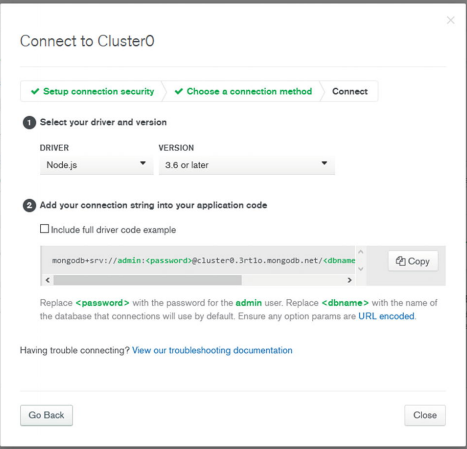 ×
Connect to Cluster0
✔ Setup connection security ✔ Choose a connection method Connect
1 Select your driver and version
DRIVER VERSION
Node.js 3.6 or later
2 Add your connection string into your application code
Include full driver code example
mongodb+srv://admin:<password>@cluster0.3rt1o.mongodb.net/<dbname
Copy
Replace <password> with the password for the admin user. Replace <dbname> with the name of
the database that connections will use by default. Ensure any option params are URL encoded.
Having trouble connecting? View our troubleshooting documentation
Go Back Close